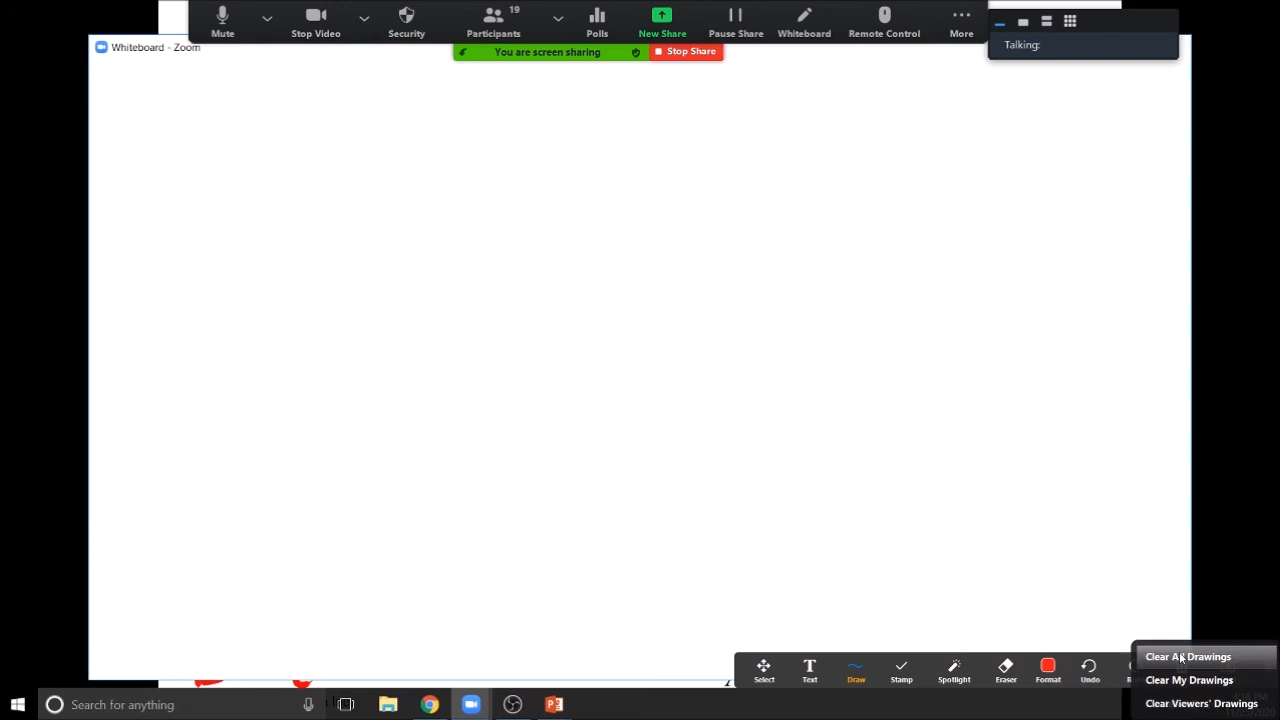 Mute
Stop Video
Security
19
Participants
Polls
New Share
Pause Share
Whiteboard
Remote Control
More
Whiteboard - Zoom
You are screen sharing
Stop Share
Talking:
Select
Text
Draw
Stamp
Spotlight
Eraser
Format
Undo
Clear All Drawings
Clear My Drawings
Clear Viewers' Drawings
Search for anything